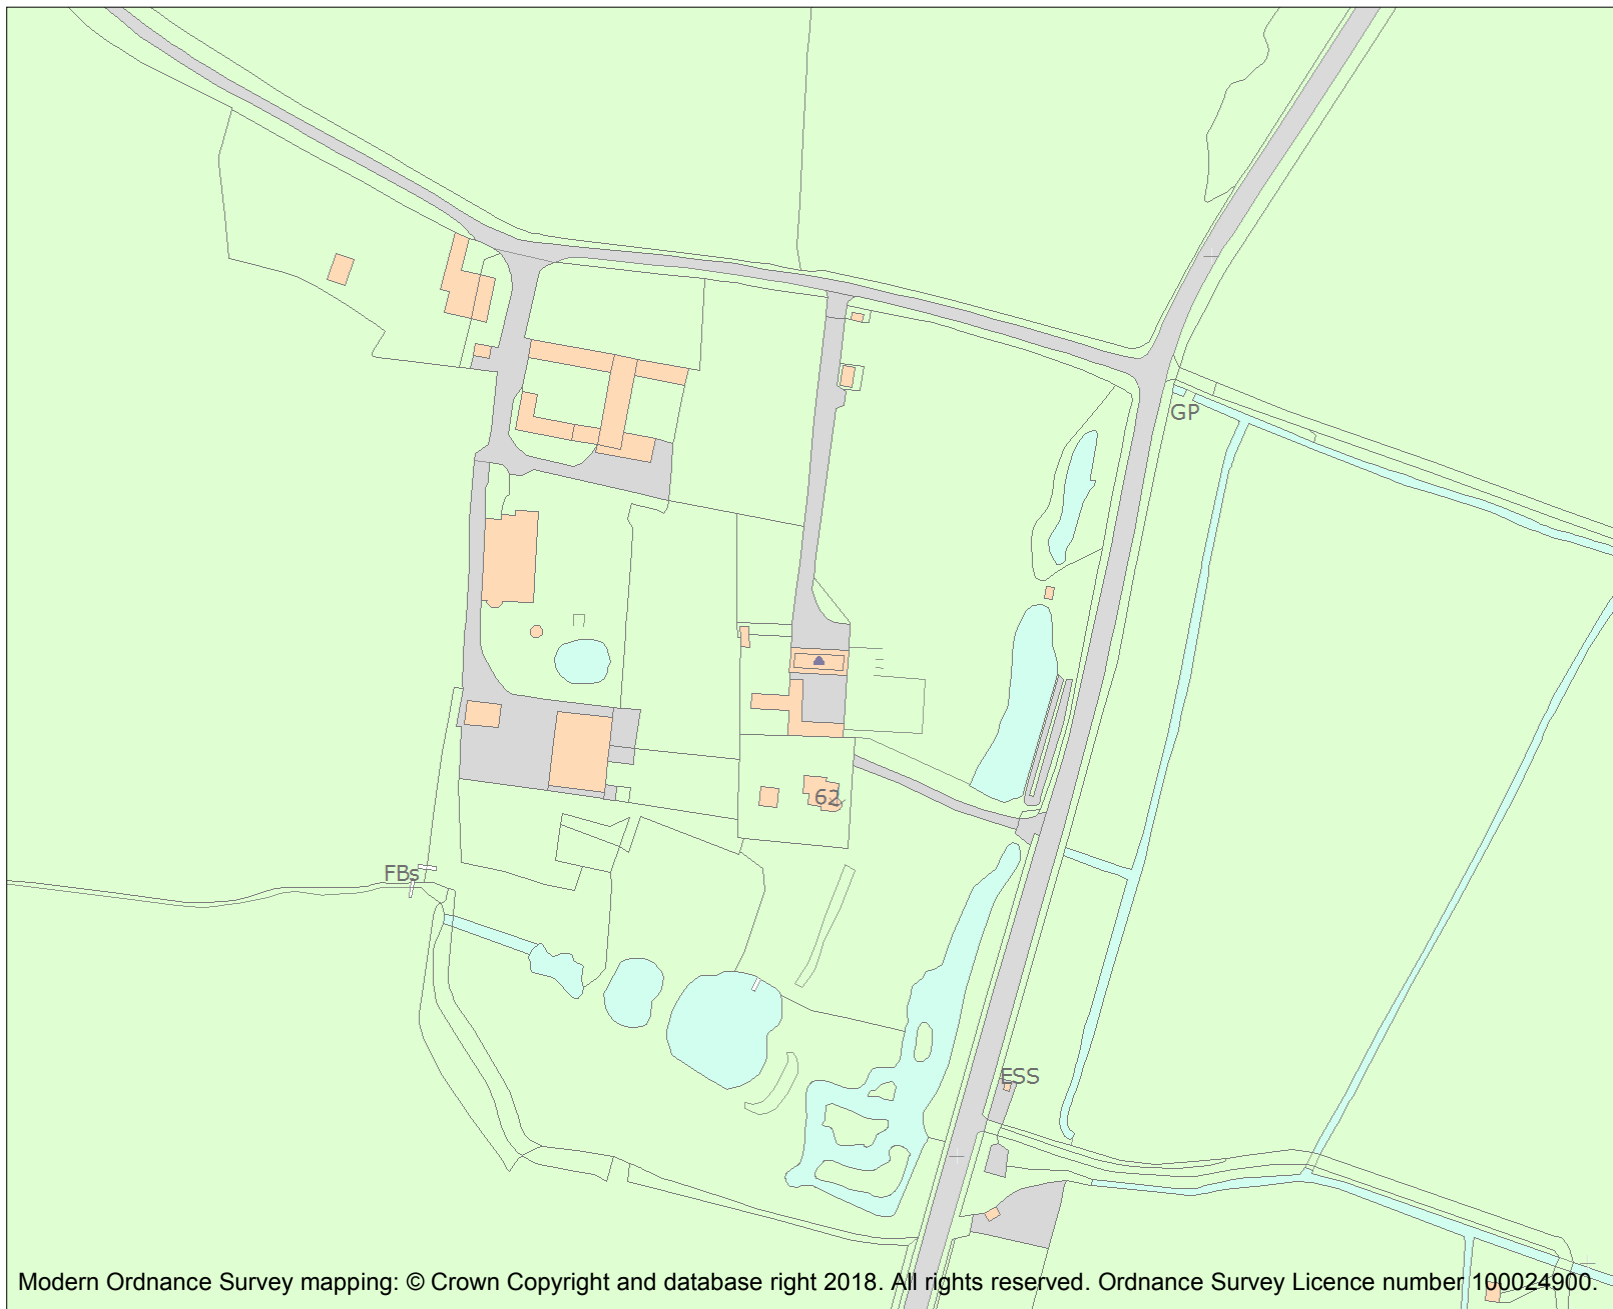 GP
62
FBs
ESS
Modern Ordnance Survey mapping: © Crown Copyright and database right 2018. All rights reserved. Ordnance Survey Licence number 100024900.